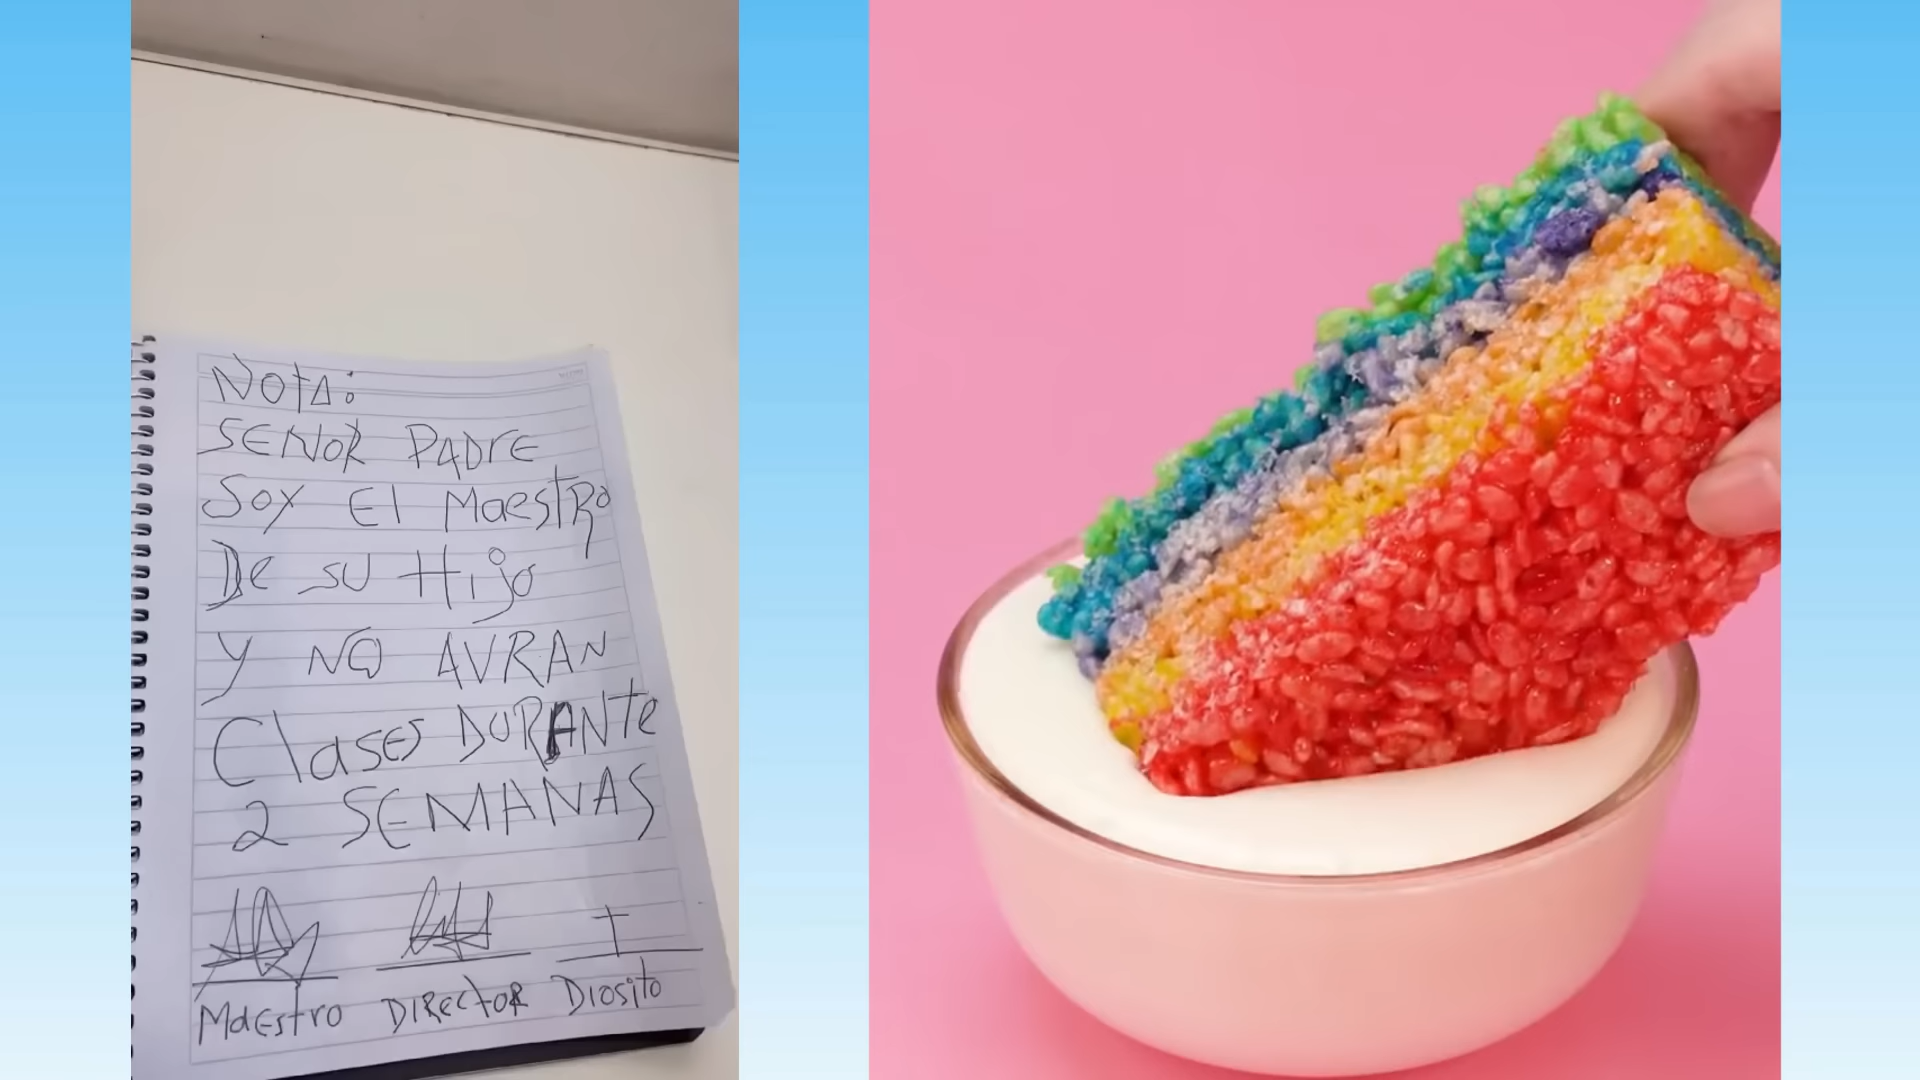 NOTA:
SENOR PADRE
SOY El MAESTRO
DE SU HIJO
Y NO AVRAN
Clases DURANTE
2 SEMANAS
MAESTRO DIRECTOR DIOSITO